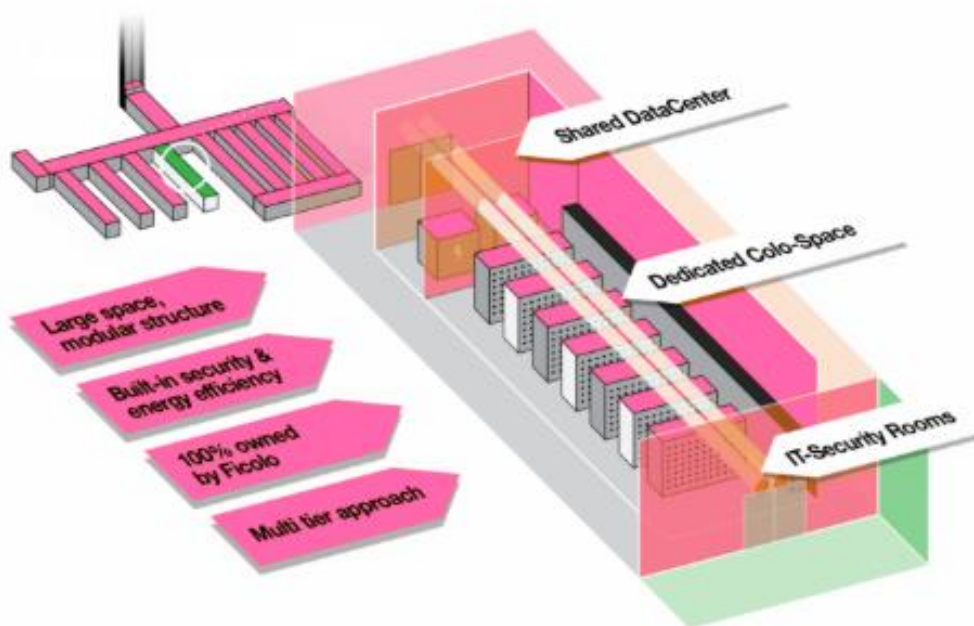 Shared DataCenter
Dedicated Colo-Space
IT-Security Rooms
Large space,
modular structure
Built-in security &
energy efficiency
100% owned
by Ficolo
Multi tier approach